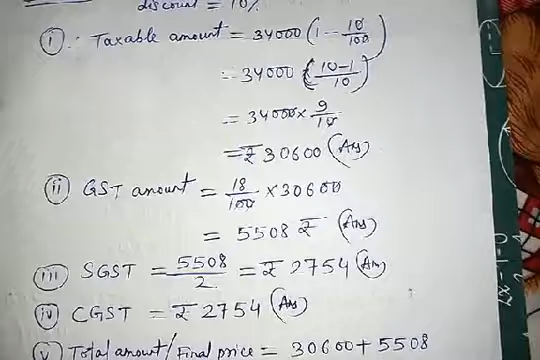 discount = 10%
(i) ∴ Taxable amount = 34000 (1 - 10/100)
= 34000 (10-1/10)
= 34000 × 9/10
= ₹ 30600 (Ans)
(ii) GST amount = 18/100 × 30600
= 5508 ₹ (Ans)
(iii) SGST = 5508/2 = ₹ 2754 (Ans)
(iv) CGST = ₹ 2754 (Ans)
(v) Total amount/Final price = 30600 + 5508